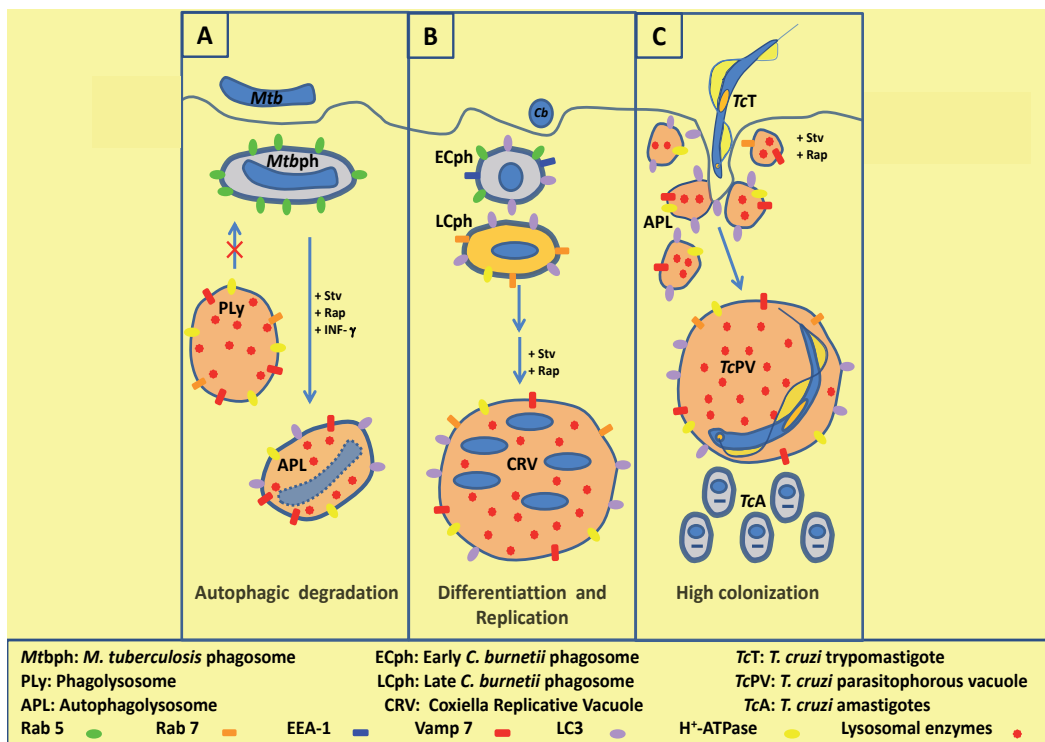 A
Mtb
Mtbph
PLy
+ Stv
+ Rap
+ INF- γ
APL
Autophagic degradation
B
Cb
ECph
LCph
+ Stv
+ Rap
CRV
Differentiattion and
Replication
C
TcT
+ Stv
+ Rap
APL
TcPV
TcA
High colonization
Mtbph: M. tuberculosis phagosome ECph: Early C. burnetii phagosome TcT: T. cruzi trypomastigote
PLy: Phagolysosome LCph: Late C. burnetii phagosome TcPV: T. cruzi parasitophorous vacuole
APL: Autophagolysosome CRV: Coxiella Replicative Vacuole TcA: T. cruzi amastigotes
Rab 5 Rab 7 EEA-1 Vamp 7 LC3 H⁺-ATPase Lysosomal enzymes